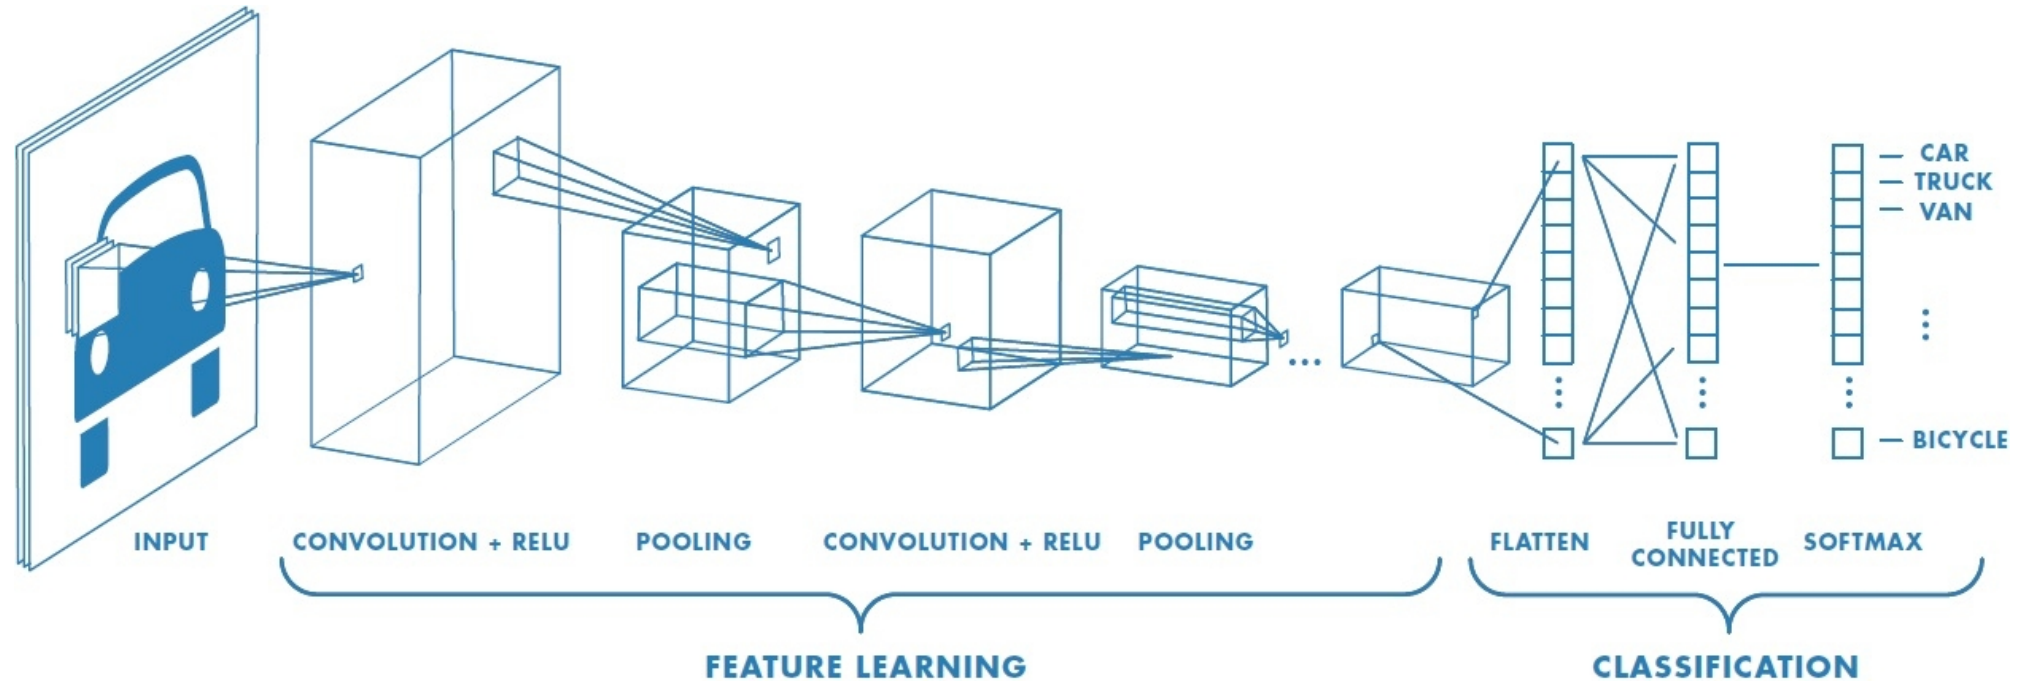 CAR
TRUCK
VAN
BICYCLE
INPUT
CONVOLUTION + RELU
POOLING
CONVOLUTION + RELU
POOLING
FLATTEN
FULLY
CONNECTED
SOFTMAX
FEATURE LEARNING
CLASSIFICATION